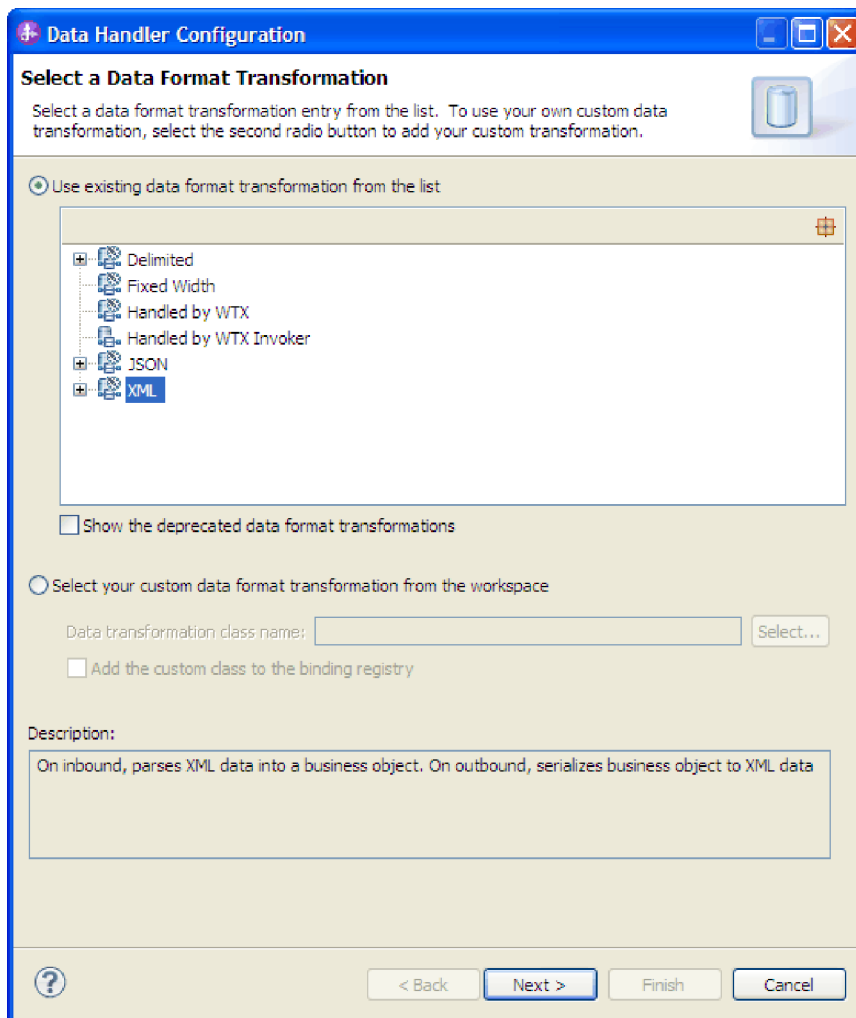 Data Handler Configuration
Select a Data Format Transformation
Select a data format transformation entry from the list. To use your own custom data
transformation, select the second radio button to add your custom transformation.
Use existing data format transformation from the list
Delimited
Fixed Width
Handled by WTX
Handled by WTX Invoker
JSON
XML
Show the deprecated data format transformations
Select your custom data format transformation from the workspace
Data transformation class name:
Select...
Add the custom class to the binding registry
Description:
On inbound, parses XML data into a business object. On outbound, serializes business object to XML data
?
< Back
Next >
Finish
Cancel